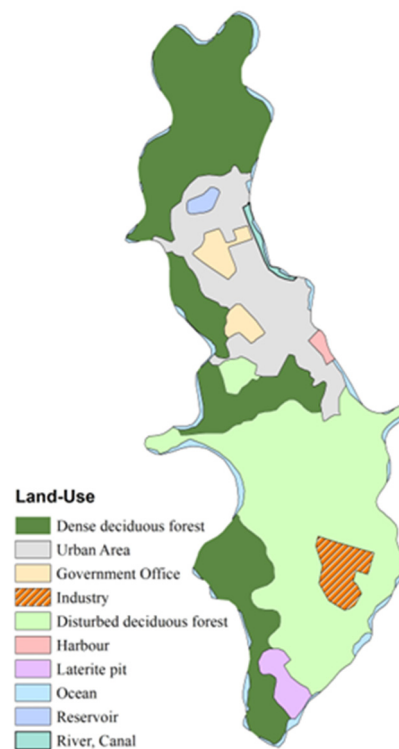 Land-Use
Dense deciduous forest
Urban Area
Government Office
Industry
Disturbed deciduous forest
Harbour
Laterite pit
Ocean
Reservoir
River, Canal